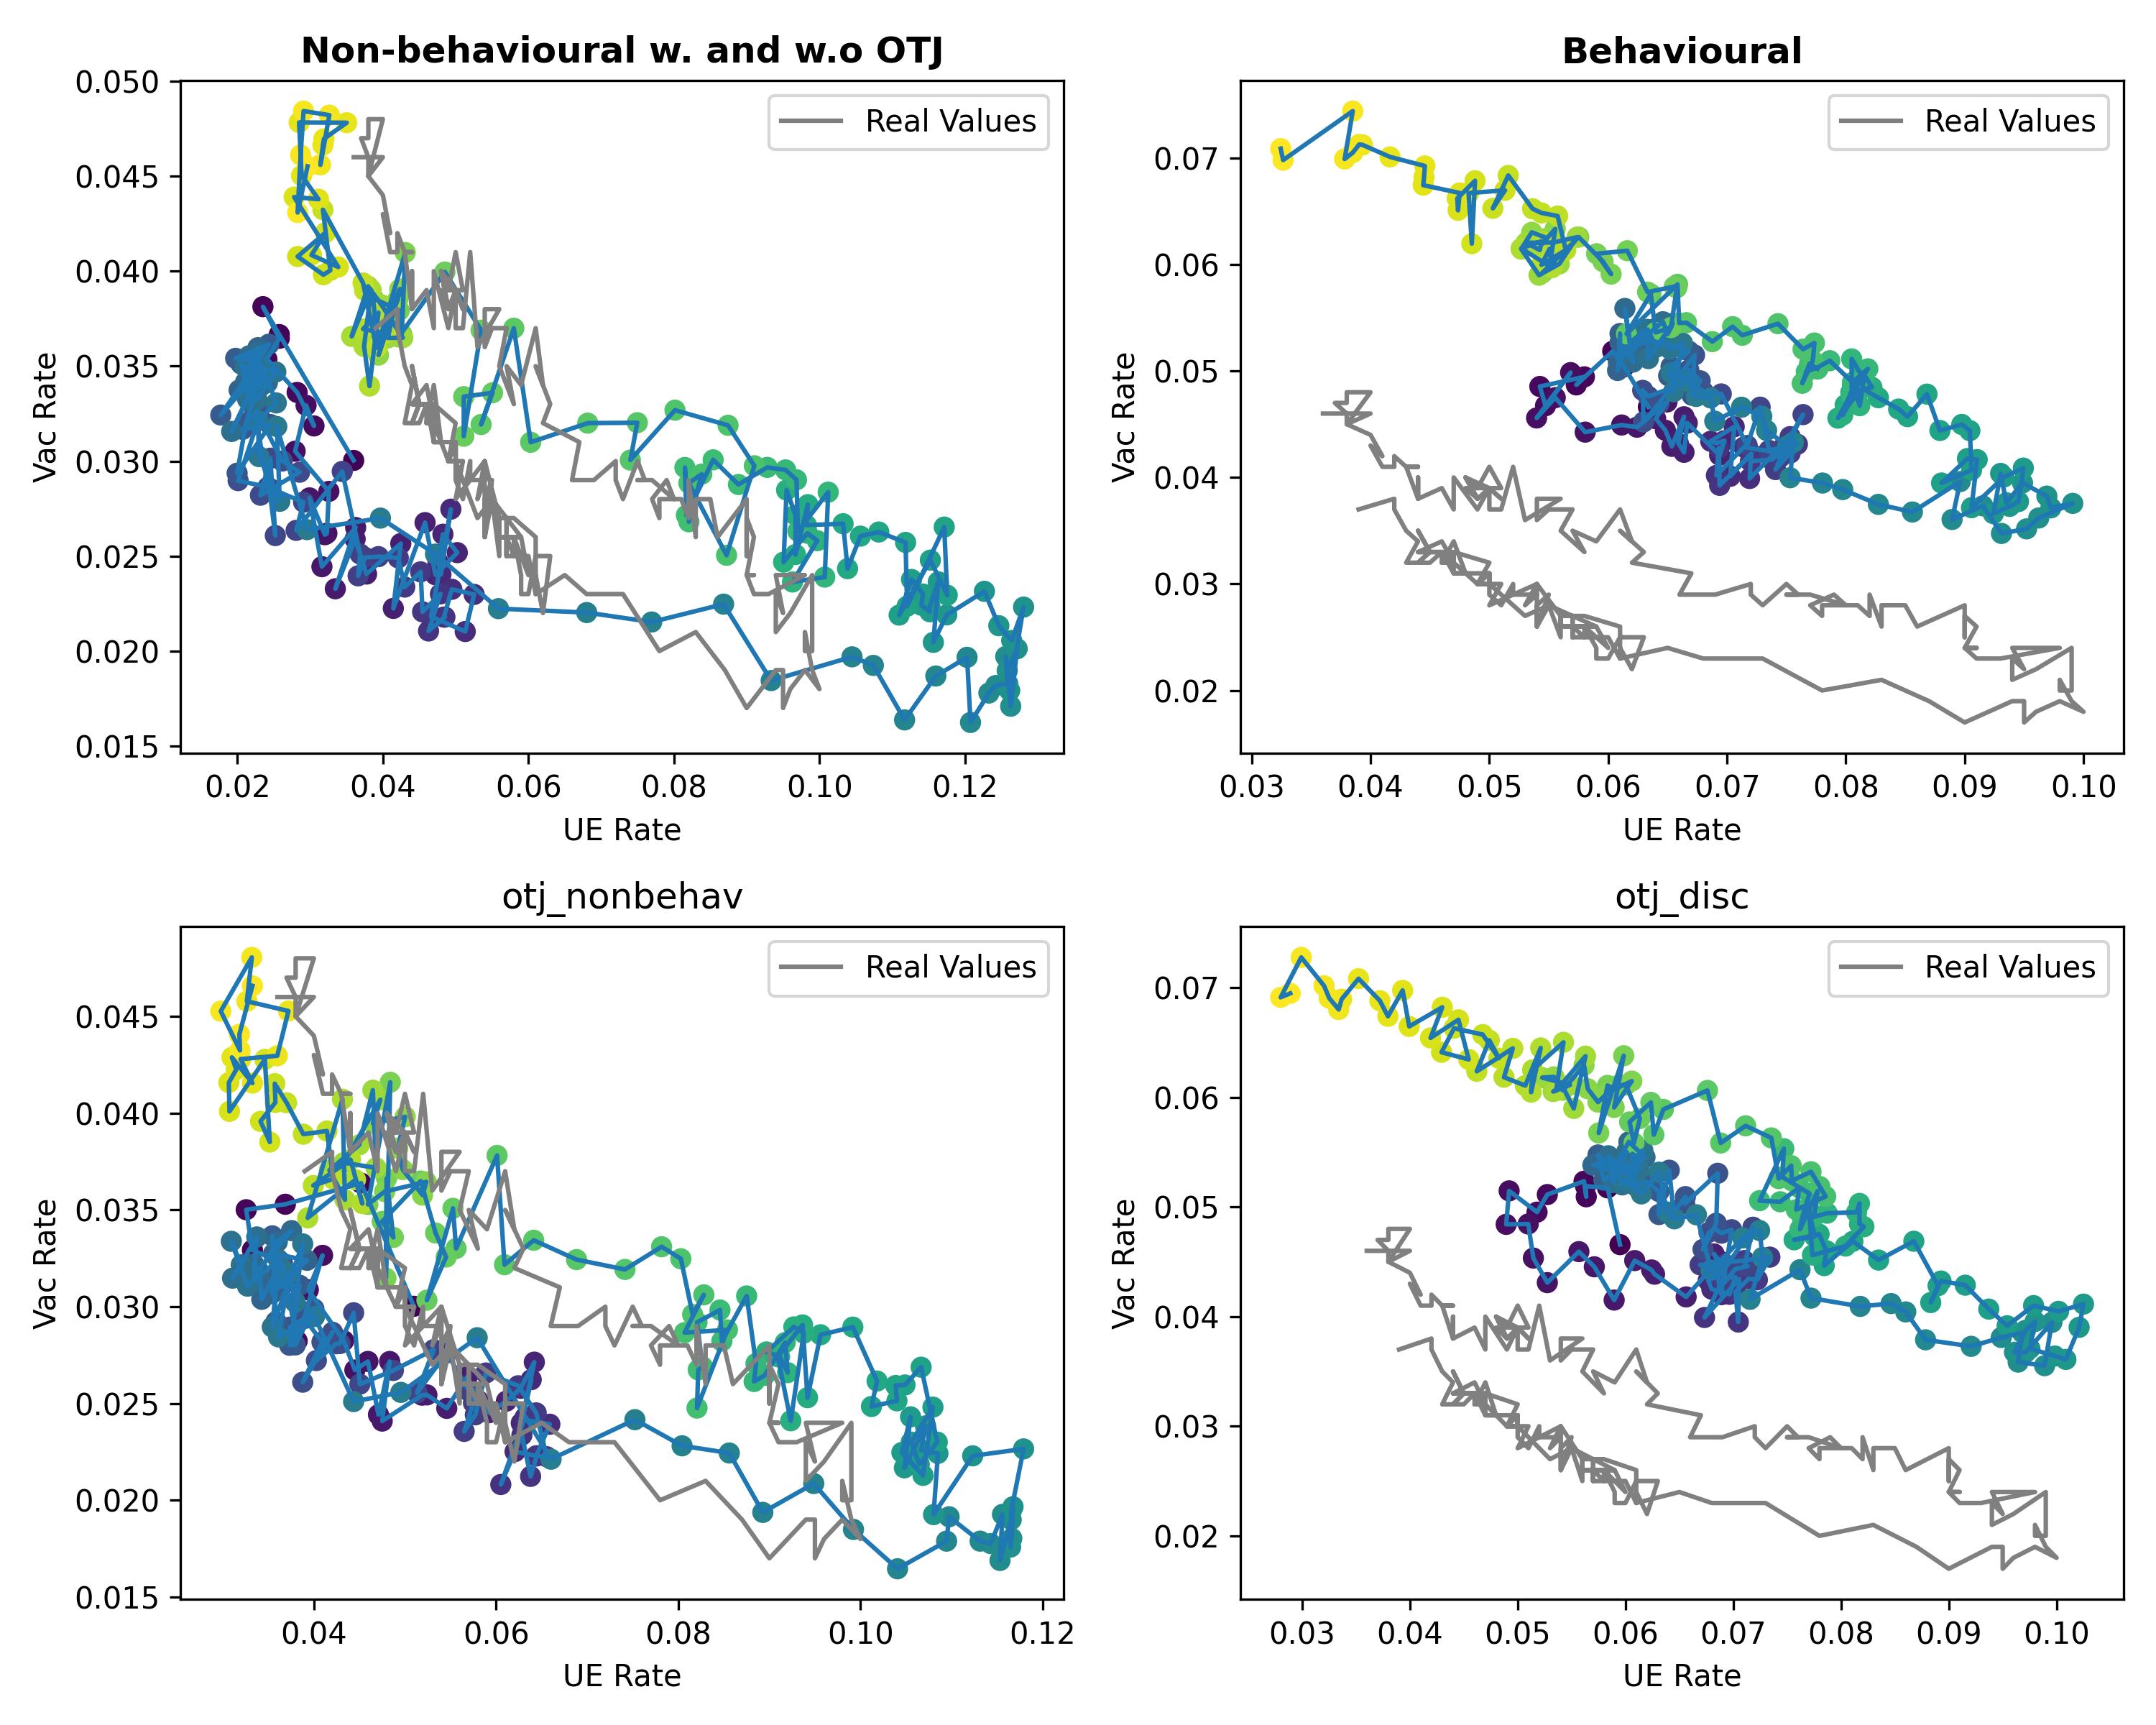 Non-behavioural w. and w.o OTJ
0.050
0.045
0.040
0.035
0.030
0.025
0.020
0.015
Vac Rate
Real Values
0.02 0.04 0.06 0.08 0.10 0.12
UE Rate
Behavioural
0.07
0.06
0.05
0.04
0.03
0.02
Vac Rate
Real Values
0.03 0.04 0.05 0.06 0.07 0.08 0.09 0.10
UE Rate
otj_nonbehav
0.045
0.040
0.035
0.030
0.025
0.020
0.015
Vac Rate
Real Values
0.04 0.06 0.08 0.10 0.12
UE Rate
otj_disc
0.07
0.06
0.05
0.04
0.03
0.02
Vac Rate
Real Values
0.03 0.04 0.05 0.06 0.07 0.08 0.09 0.10
UE Rate